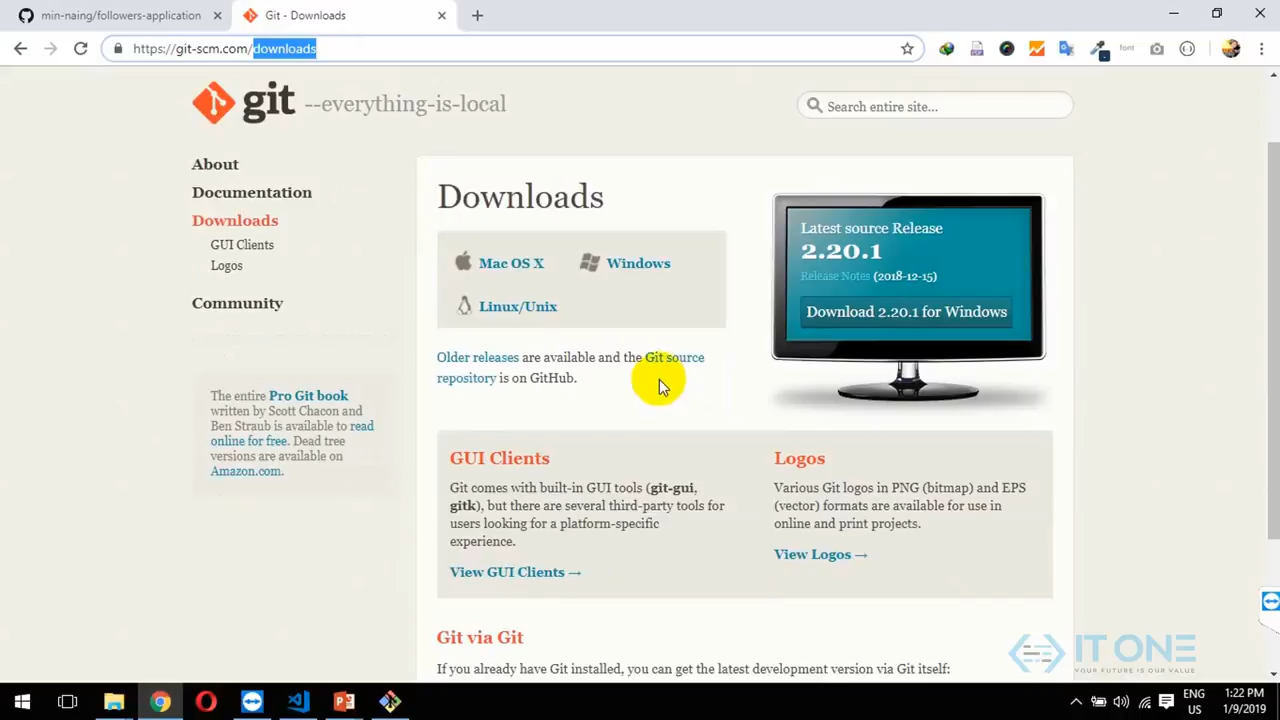 min-naing/followers-application
Git - Downloads
https://git-scm.com/downloads
font
git --everything-is-local
Search entire site...
About
Documentation
Downloads
GUI Clients
Logos
Community
The entire Pro Git book
written by Scott Chacon and
Ben Straub is available to read
online for free. Dead tree
versions are available on
Amazon.com.
Downloads
Mac OS X
Windows
Linux/Unix
Older releases are available and the Git source
repository is on GitHub.
Latest source Release
2.20.1
Release Notes (2018-12-15)
Download 2.20.1 for Windows
GUI Clients
Git comes with built-in GUI tools (git-gui,
gitk), but there are several third-party tools for
users looking for a platform-specific
experience.
View GUI Clients →
Logos
Various Git logos in PNG (bitmap) and EPS
(vector) formats are available for use in
online and print projects.
View Logos →
Git via Git
If you already have Git installed, you can get the latest development version via Git itself:
IT ONE
YOUR FUTURE IS OUR VALUE
ENG
US
1:22 PM
1/9/2019